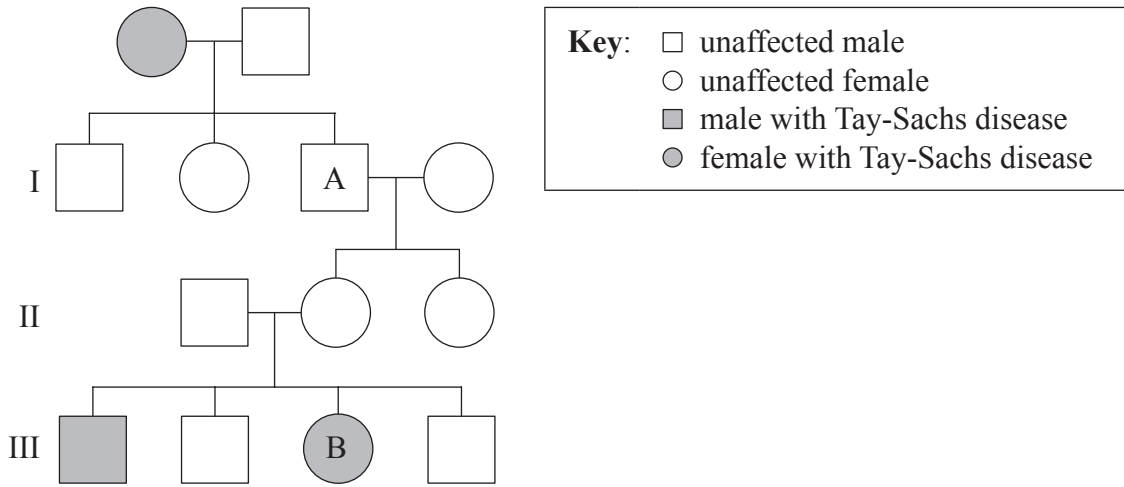 Key:
unaffected male
unaffected female
male with Tay-Sachs disease
female with Tay-Sachs disease
I
A
II
III
B